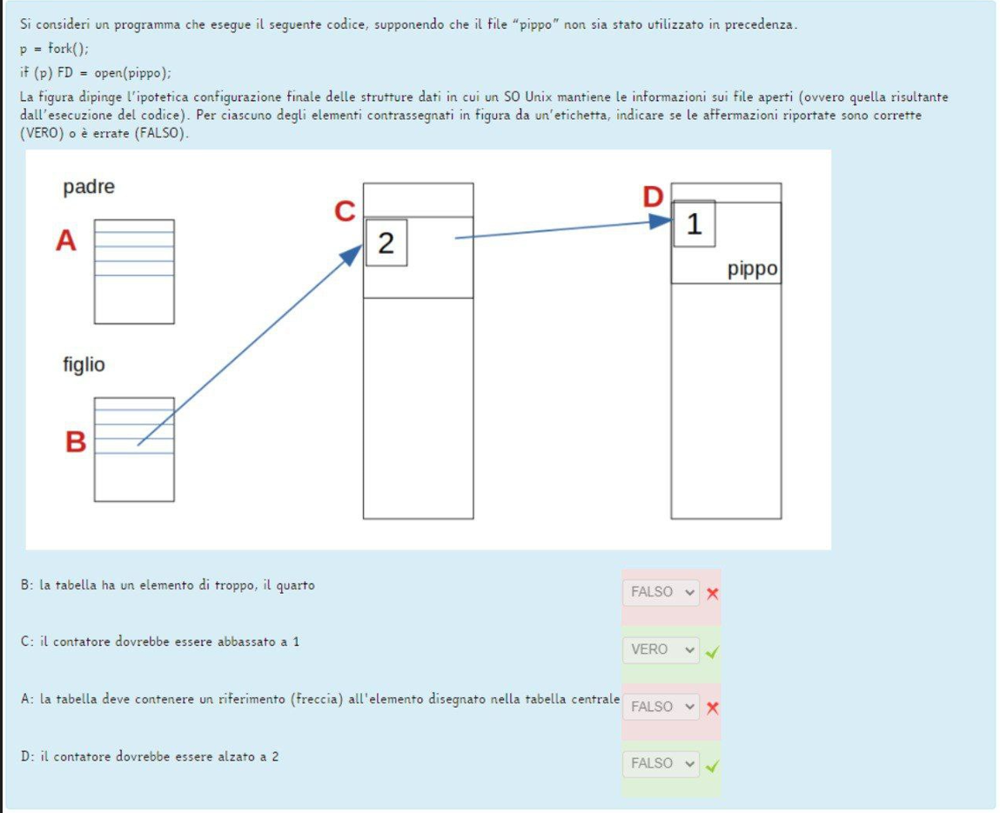 Si consideri un programma che esegue il seguente codice, supponendo che il file “pippo” non sia stato utilizzato in precedenza.
p = fork();
if (p) FD = open(pippo);
La figura dipinge l’ipotetica configurazione finale delle strutture dati in cui un SO Unix mantiene le informazioni sui file aperti (ovvero quella risultante
dall’esecuzione del codice). Per ciascuno degli elementi contrassegnati in figura da un’etichetta, indicare se le affermazioni riportate sono corrette
(VERO) o è errate (FALSO).
padre
A
C
2
D
1
pippo
figlio
B
B: la tabella ha un elemento di troppo, il quarto
FALSO
C: il contatore dovrebbe essere abbassato a 1
VERO
A: la tabella deve contenere un riferimento (freccia) all'elemento disegnato nella tabella centrale
FALSO
D: il contatore dovrebbe essere alzato a 2
FALSO